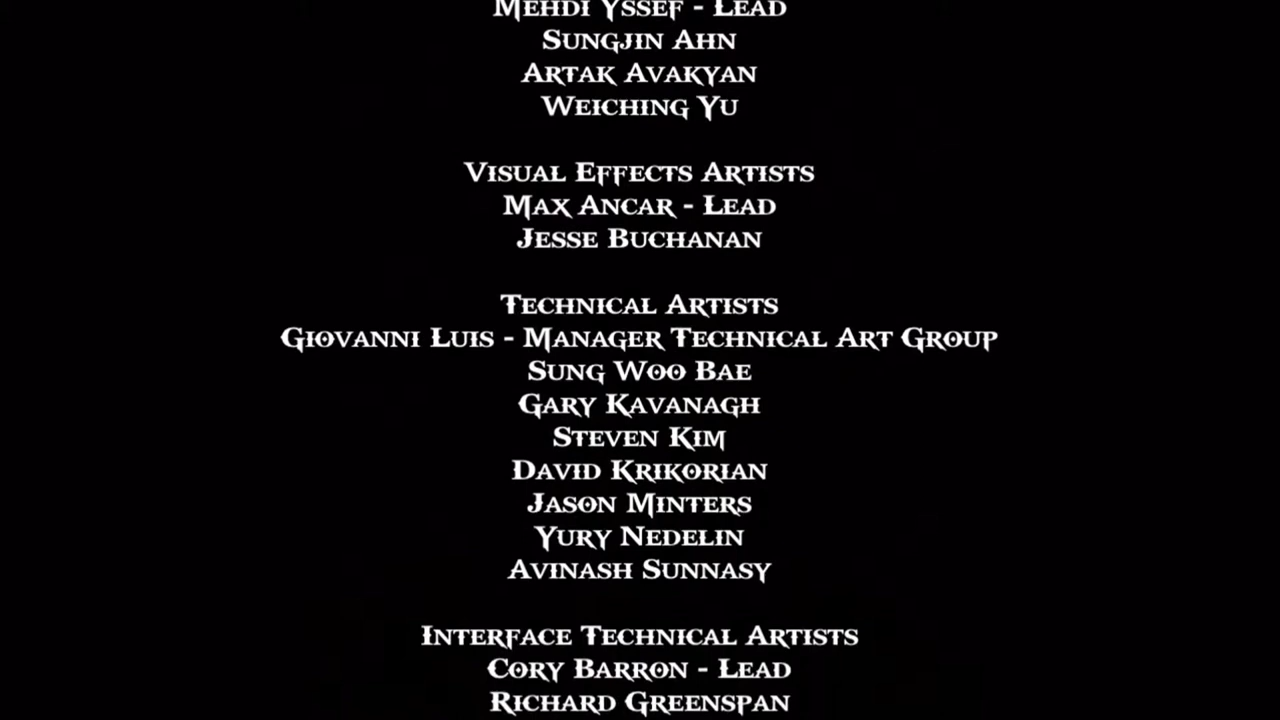 Mehdi Yssef - Lead
Sungjin Ahn
Artak Avakyan
Weiching Yu
Visual Effects Artists
Max Ancar - Lead
Jesse Buchanan
Technical Artists
Giovanni Luis - Manager Technical Art Group
Sung Woo Bae
Gary Kavanagh
Steven Kim
David Krikorian
Jason Minters
Yury Nedelin
Avinash Sunnasy
Interface Technical Artists
Cory Barron - Lead
Richard Greenspan